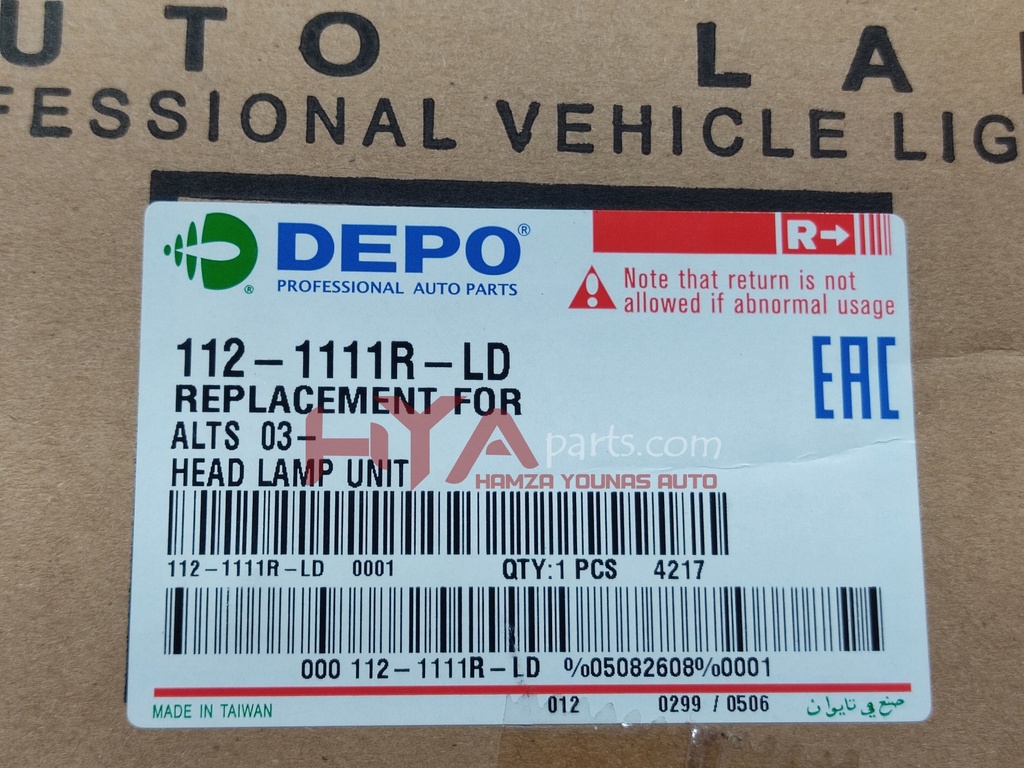 UTO LA
FESSIONAL VEHICLE LIG
DEPO®
PROFESSIONAL AUTO PARTS
®
R→
Note that return is not
allowed if abnormal usage
112-1111R-LD
REPLACEMENT FOR
ALTS 03-
HEAD LAMP UNIT
EAC
HYAparts.com
HAMZA YOUNAS AUTO
112-1111R-LD 0001 QTY:1 PCS 4217
000 112-1111R-LD %05082608%0001
MADE IN TAIWAN 012 0299 / 0506 صنع في تايوان